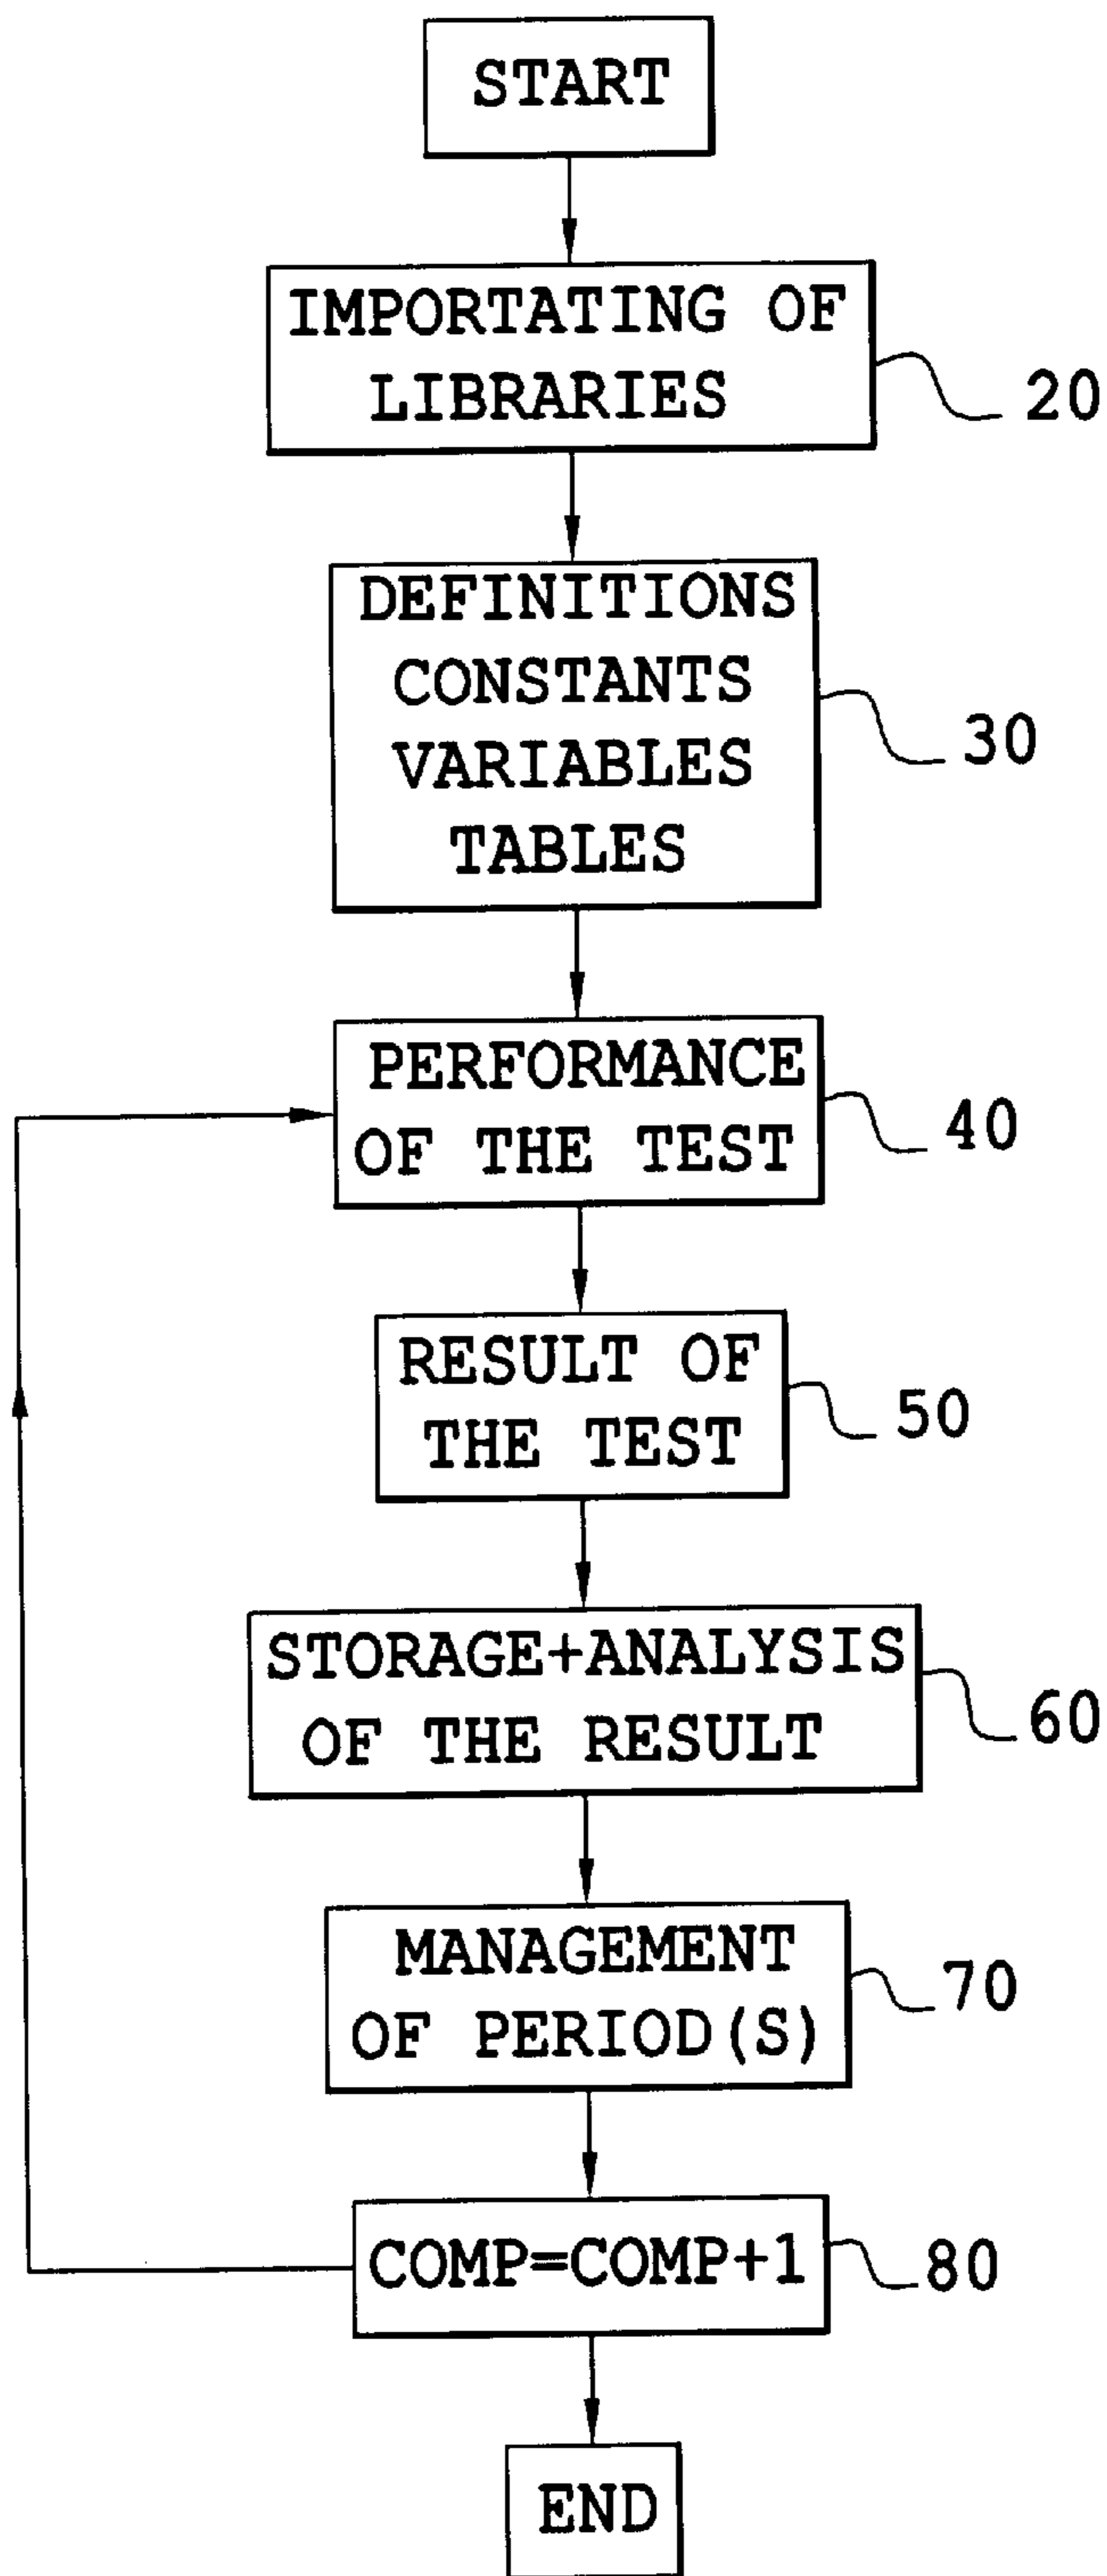 START
IMPORTATING OF
LIBRARIES
20
DEFINITIONS
CONSTANTS
VARIABLES
TABLES
30
PERFORMANCE
OF THE TEST
40
RESULT OF
THE TEST
50
STORAGE+ANALYSIS
OF THE RESULT
60
MANAGEMENT
OF PERIOD(S)
70
COMP=COMP+1
80
END